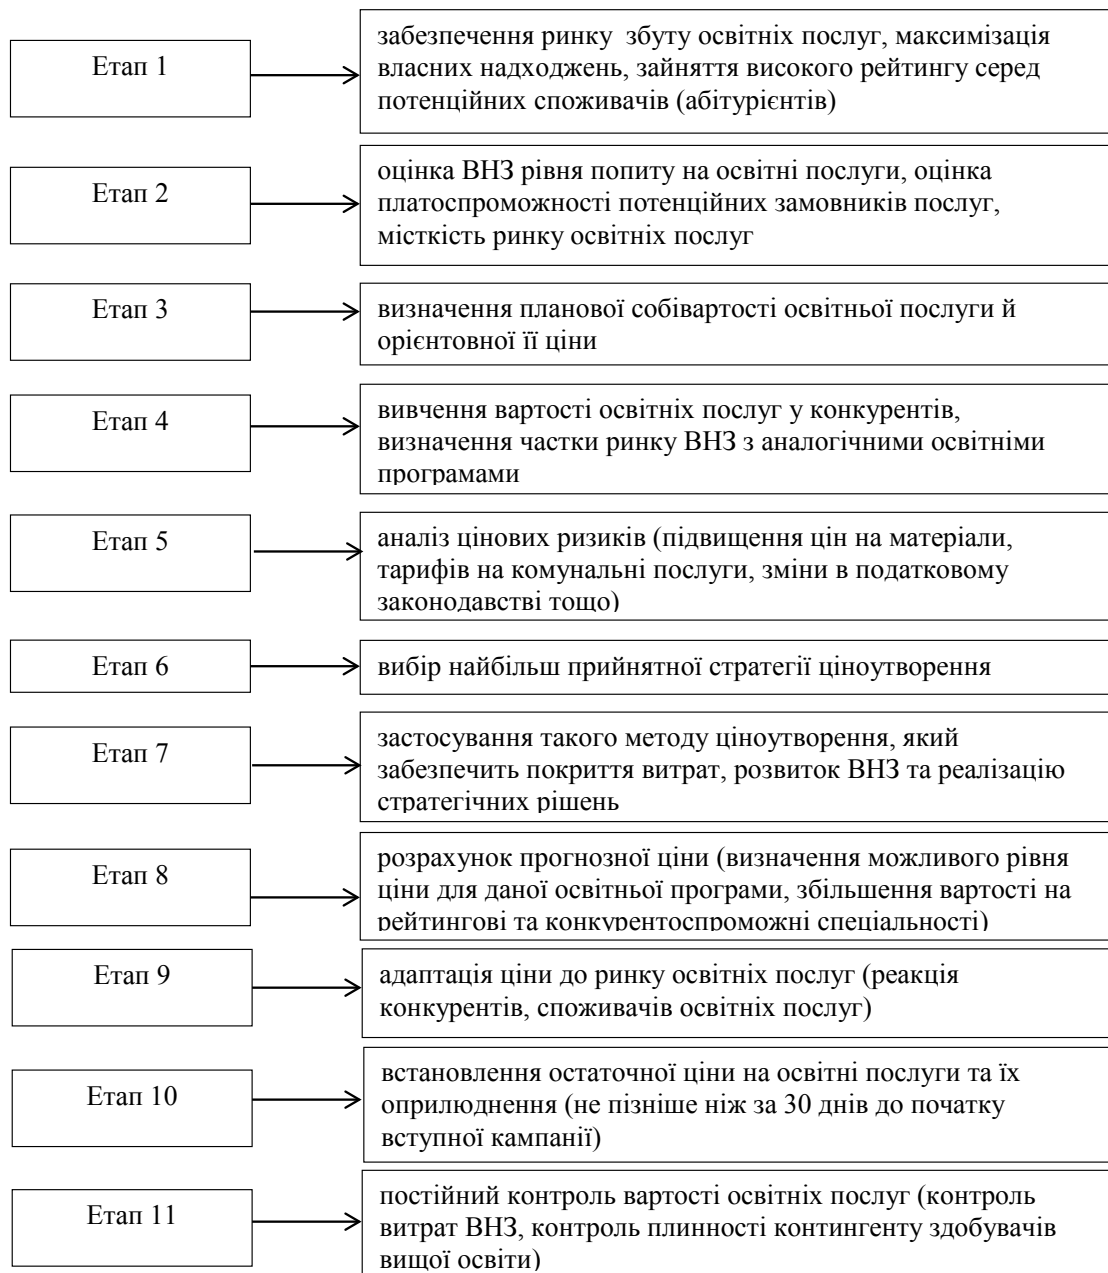 Етап 1
забезпечення ринку збуту освітніх послуг, максимізація
власних надходжень, зайняття високого рейтингу серед
потенційних споживачів (абітурієнтів)
Етап 2
оцінка ВНЗ рівня попиту на освітні послуги, оцінка
платоспроможності потенційних замовників послуг,
місткість ринку освітніх послуг
Етап 3
визначення планової собівартості освітньої послуги й
орієнтовної її ціни
Етап 4
вивчення вартості освітніх послуг у конкурентів,
визначення частки ринку ВНЗ з аналогічними освітніми
програмами
Етап 5
аналіз цінових ризиків (підвищення цін на матеріали,
тарифів на комунальні послуги, зміни в податковому
законодавстві тощо)
Етап 6
вибір найбільш прийнятної стратегії ціноутворення
Етап 7
застосування такого методу ціноутворення, який
забезпечить покриття витрат, розвиток ВНЗ та реалізацію
стратегічних рішень
Етап 8
розрахунок прогнозної ціни (визначення можливого рівня
ціни для даної освітньої програми, збільшення вартості на
рейтингові та конкурентоспроможні спеціальності)
Етап 9
адаптація ціни до ринку освітніх послуг (реакція
конкурентів, споживачів освітніх послуг)
Етап 10
встановлення остаточної ціни на освітні послуги та їх
оприлюднення (не пізніше ніж за 30 днів до початку
вступної кампанії)
Етап 11
постійний контроль вартості освітніх послуг (контроль
витрат ВНЗ, контроль плинності контингенту здобувачів
вищої освіти)